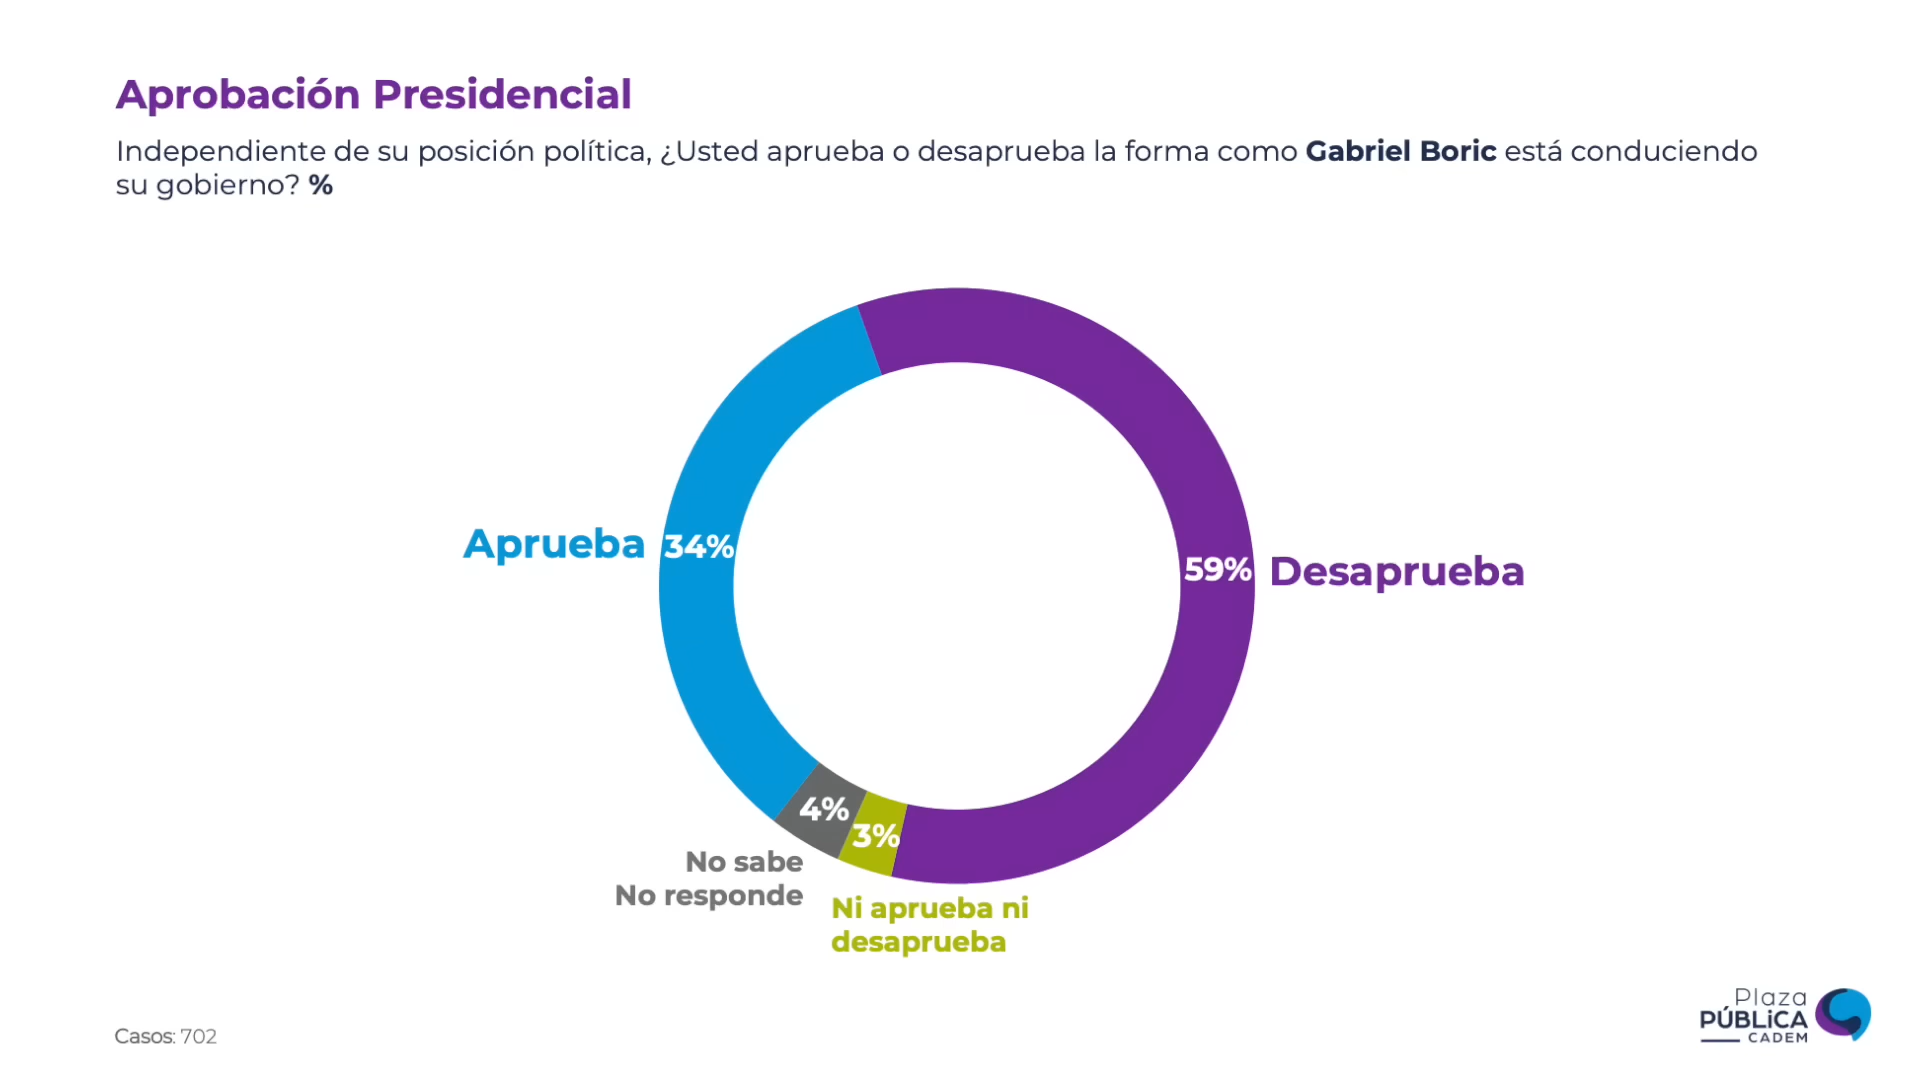 Aprobación Presidencial
Independiente de su posición política, ¿Usted aprueba o desaprueba la forma como Gabriel Boric está conduciendo
su gobierno? %
Aprueba 34%
59% Desaprueba
4%
3%
No sabe
No responde
Ni aprueba ni
desaprueba
Casos: 702
Plaza
PÚBLiCA
CADEM